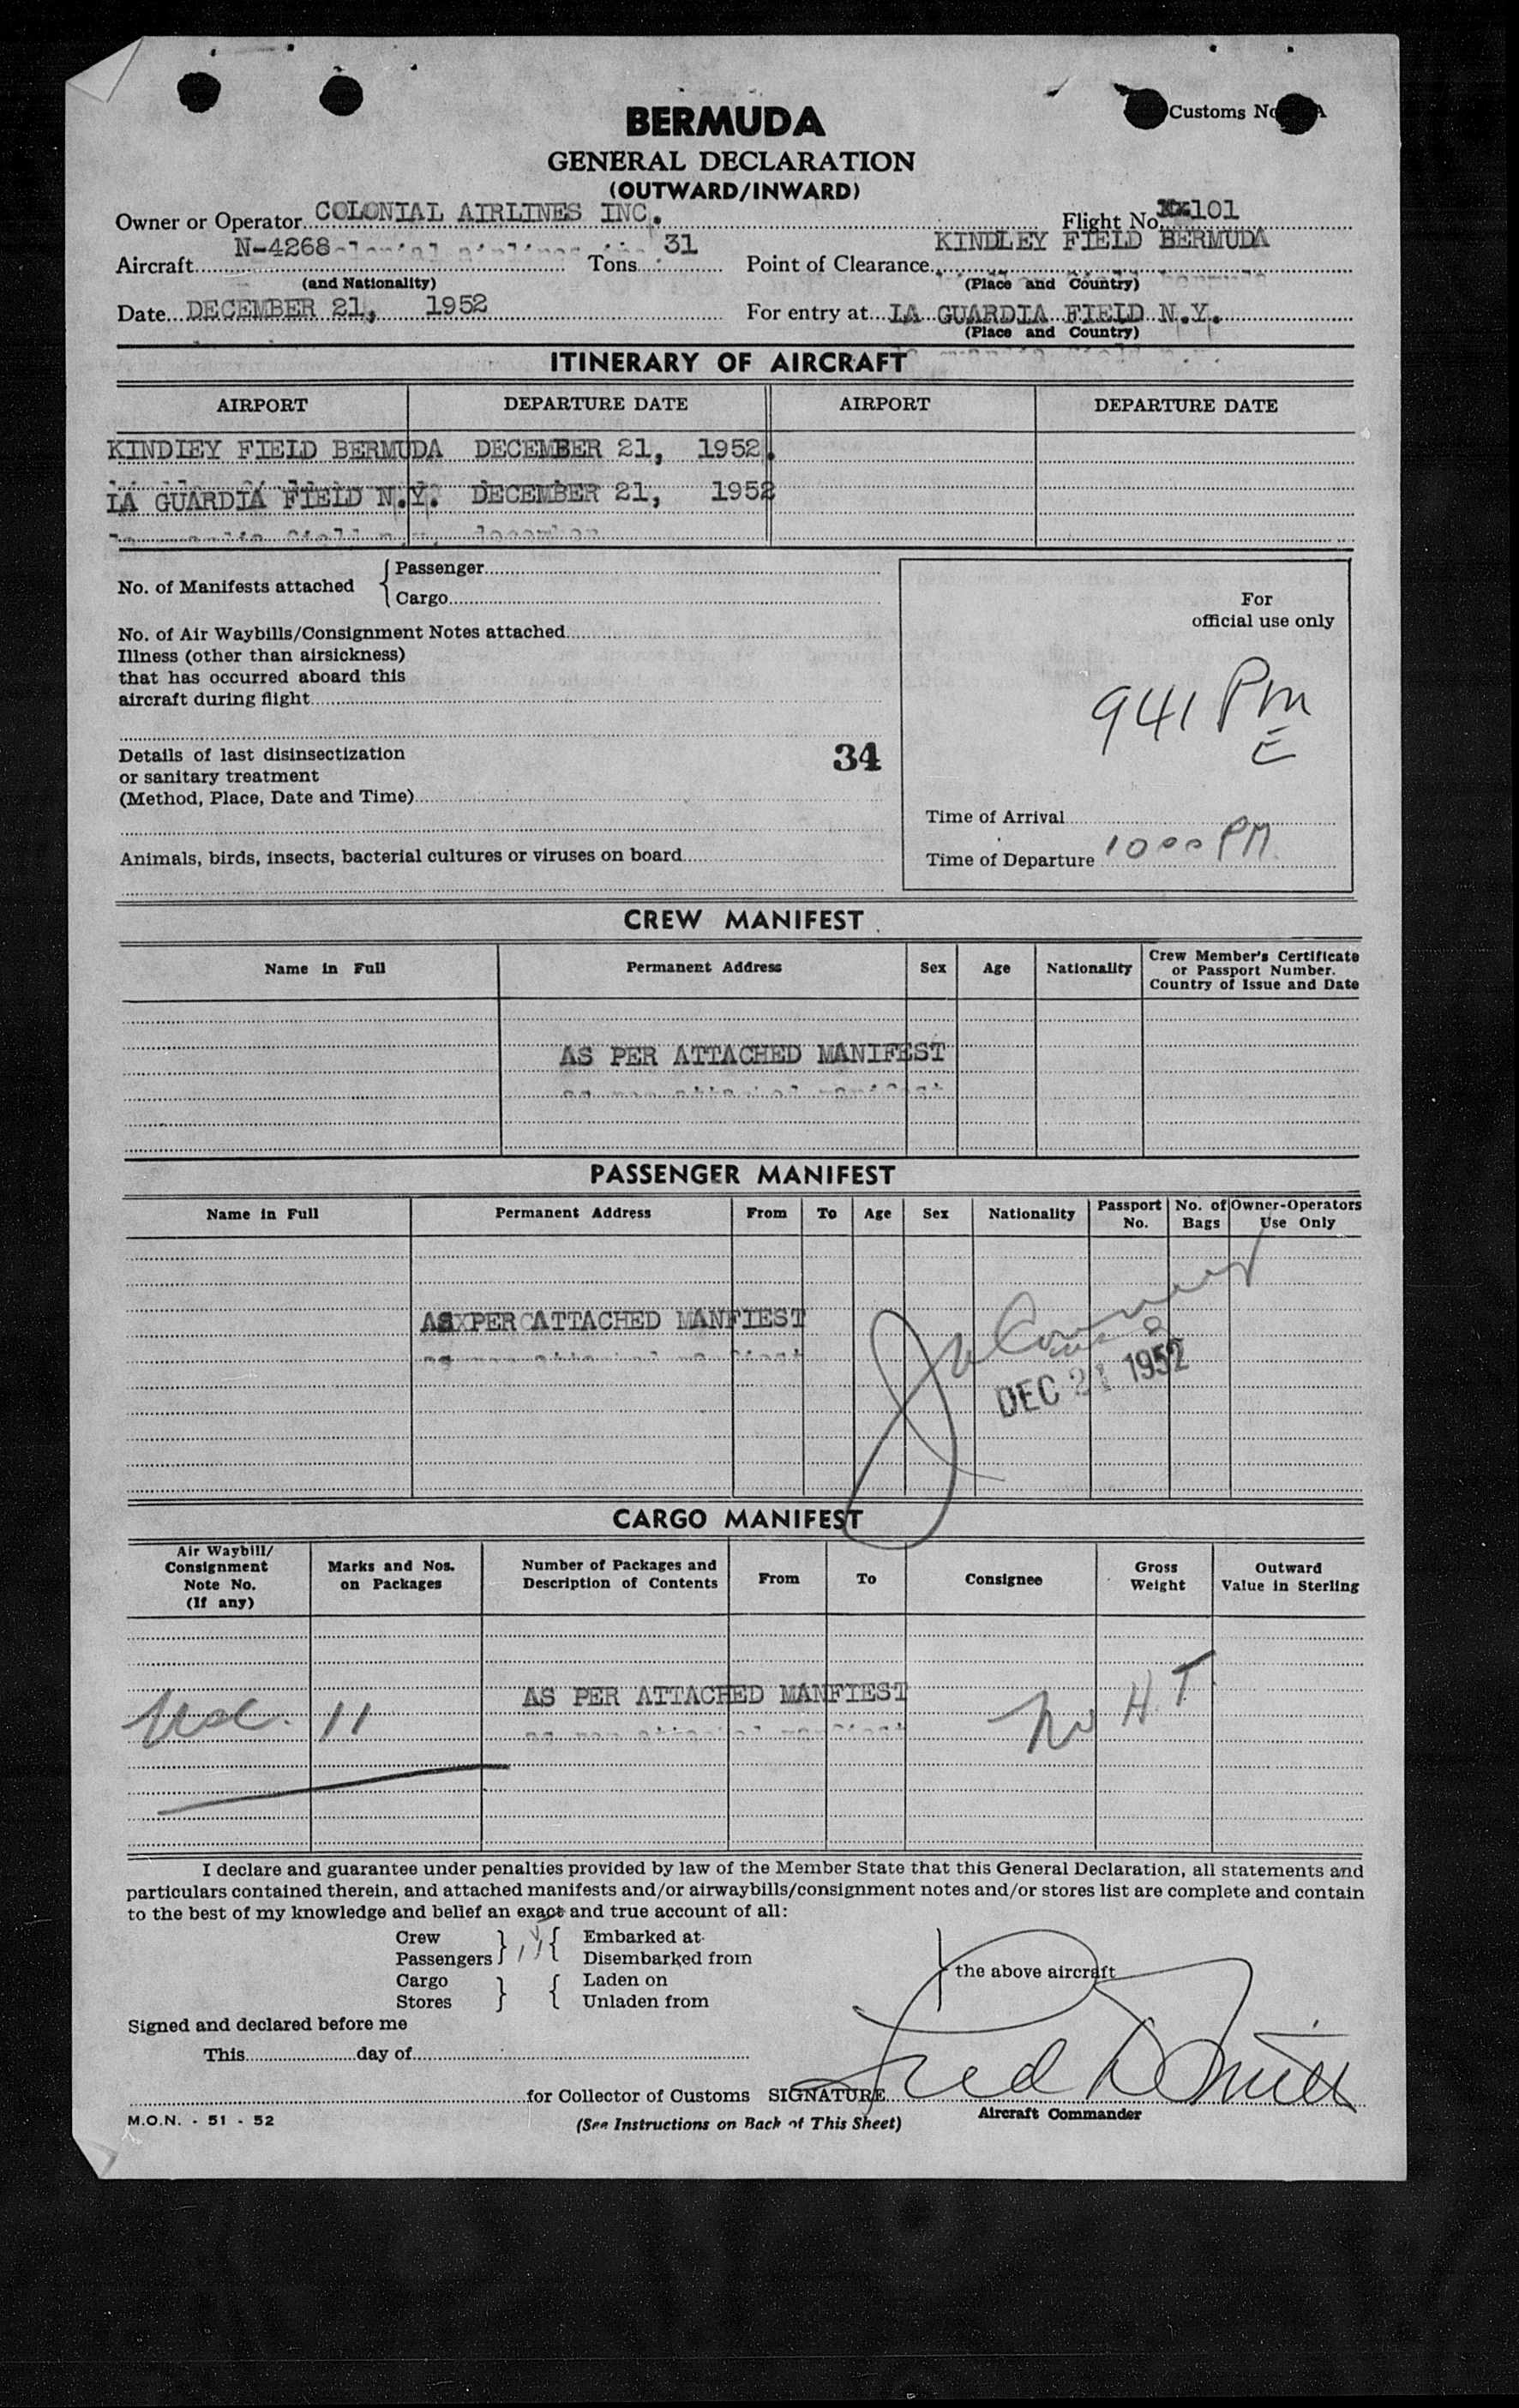 Customs No
BERMUDA
GENERAL DECLARATION
(OUTWARD/INWARD)
Owner or Operator COLONIAL AIRLINES INC. Flight No. 101
Aircraft N-4268 Tons 31 Point of Clearance KINDLEY FIELD BERMUDA
(and Nationality) (Place and Country)
Date DECEMBER 21, 1952 For entry at LA GUARDIA FIELD N.Y.
(Place and Country)
ITINERARY OF AIRCRAFT
AIRPORT DEPARTURE DATE AIRPORT DEPARTURE DATE
KINDLEY FIELD BERMUDA DECEMBER 21, 1952.
LA GUARDIA FIELD N.Y. DECEMBER 21, 1952
No. of Manifests attached { Passenger
Cargo
No. of Air Waybills/Consignment Notes attached
Illness (other than airsickness)
that has occurred aboard this
aircraft during flight
Details of last disinsectization
or sanitary treatment
(Method, Place, Date and Time)
34
Animals, birds, insects, bacterial cultures or viruses on board
For
official use only
941 PM
E
Time of Arrival
Time of Departure 10 00 PM.
CREW MANIFEST
Name in Full Permanent Address Sex Age Nationality Crew Member's Certificate
or Passport Number.
Country of Issue and Date
AS PER ATTACHED MANIFEST
PASSENGER MANIFEST
Name in Full Permanent Address From To Age Sex Nationality Passport No. No. of Bags Owner-Operators Use Only
AS PER ATTACHED MANFIEST
DEC 21 1952
CARGO MANIFEST
Air Waybill/
Consignment
Note No.
(If any)
Marks and Nos.
on Packages
Number of Packages and
Description of Contents
From To Consignee
Gross
Weight
Outward
Value in Sterling
AS PER ATTACHED MANFIEST
11 No H.T.
I declare and guarantee under penalties provided by law of the Member State that this General Declaration, all statements and
particulars contained therein, and attached manifests and/or airwaybills/consignment notes and/or stores list are complete and contain
to the best of my knowledge and belief an exact and true account of all:
Crew } { Embarked at
Passengers Disembarked from
the above aircraft
Cargo } { Laden on
Stores Unladen from
Signed and declared before me
This day of
for Collector of Customs SIGNATURE
Aircraft Commander
M.O.N. - 51 - 52 (See Instructions on Back of This Sheet)